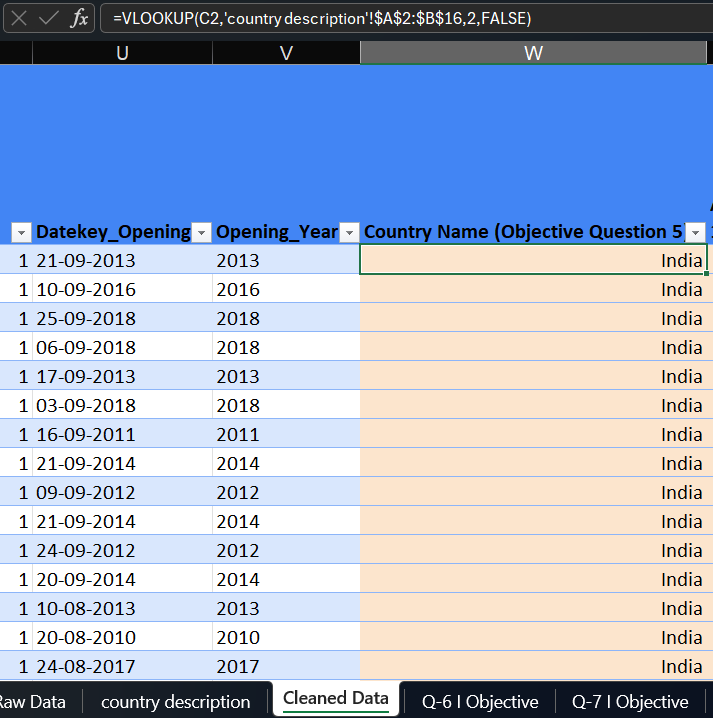 fx =VLOOKUP(C2,'country description'!$A$2:$B$16,2,FALSE)
U V W
Datekey_Opening Opening_Year Country Name (Objective Question 5
1 21-09-2013 2013 India
1 10-09-2016 2016 India
1 25-09-2018 2018 India
1 06-09-2018 2018 India
1 17-09-2013 2013 India
1 03-09-2018 2018 India
1 16-09-2011 2011 India
1 21-09-2014 2014 India
1 09-09-2012 2012 India
1 21-09-2014 2014 India
1 24-09-2012 2012 India
1 20-09-2014 2014 India
1 10-08-2013 2013 India
1 20-08-2010 2010 India
1 24-08-2017 2017 India
Raw Data country description Cleaned Data Q-6 I Objective Q-7 I Objective